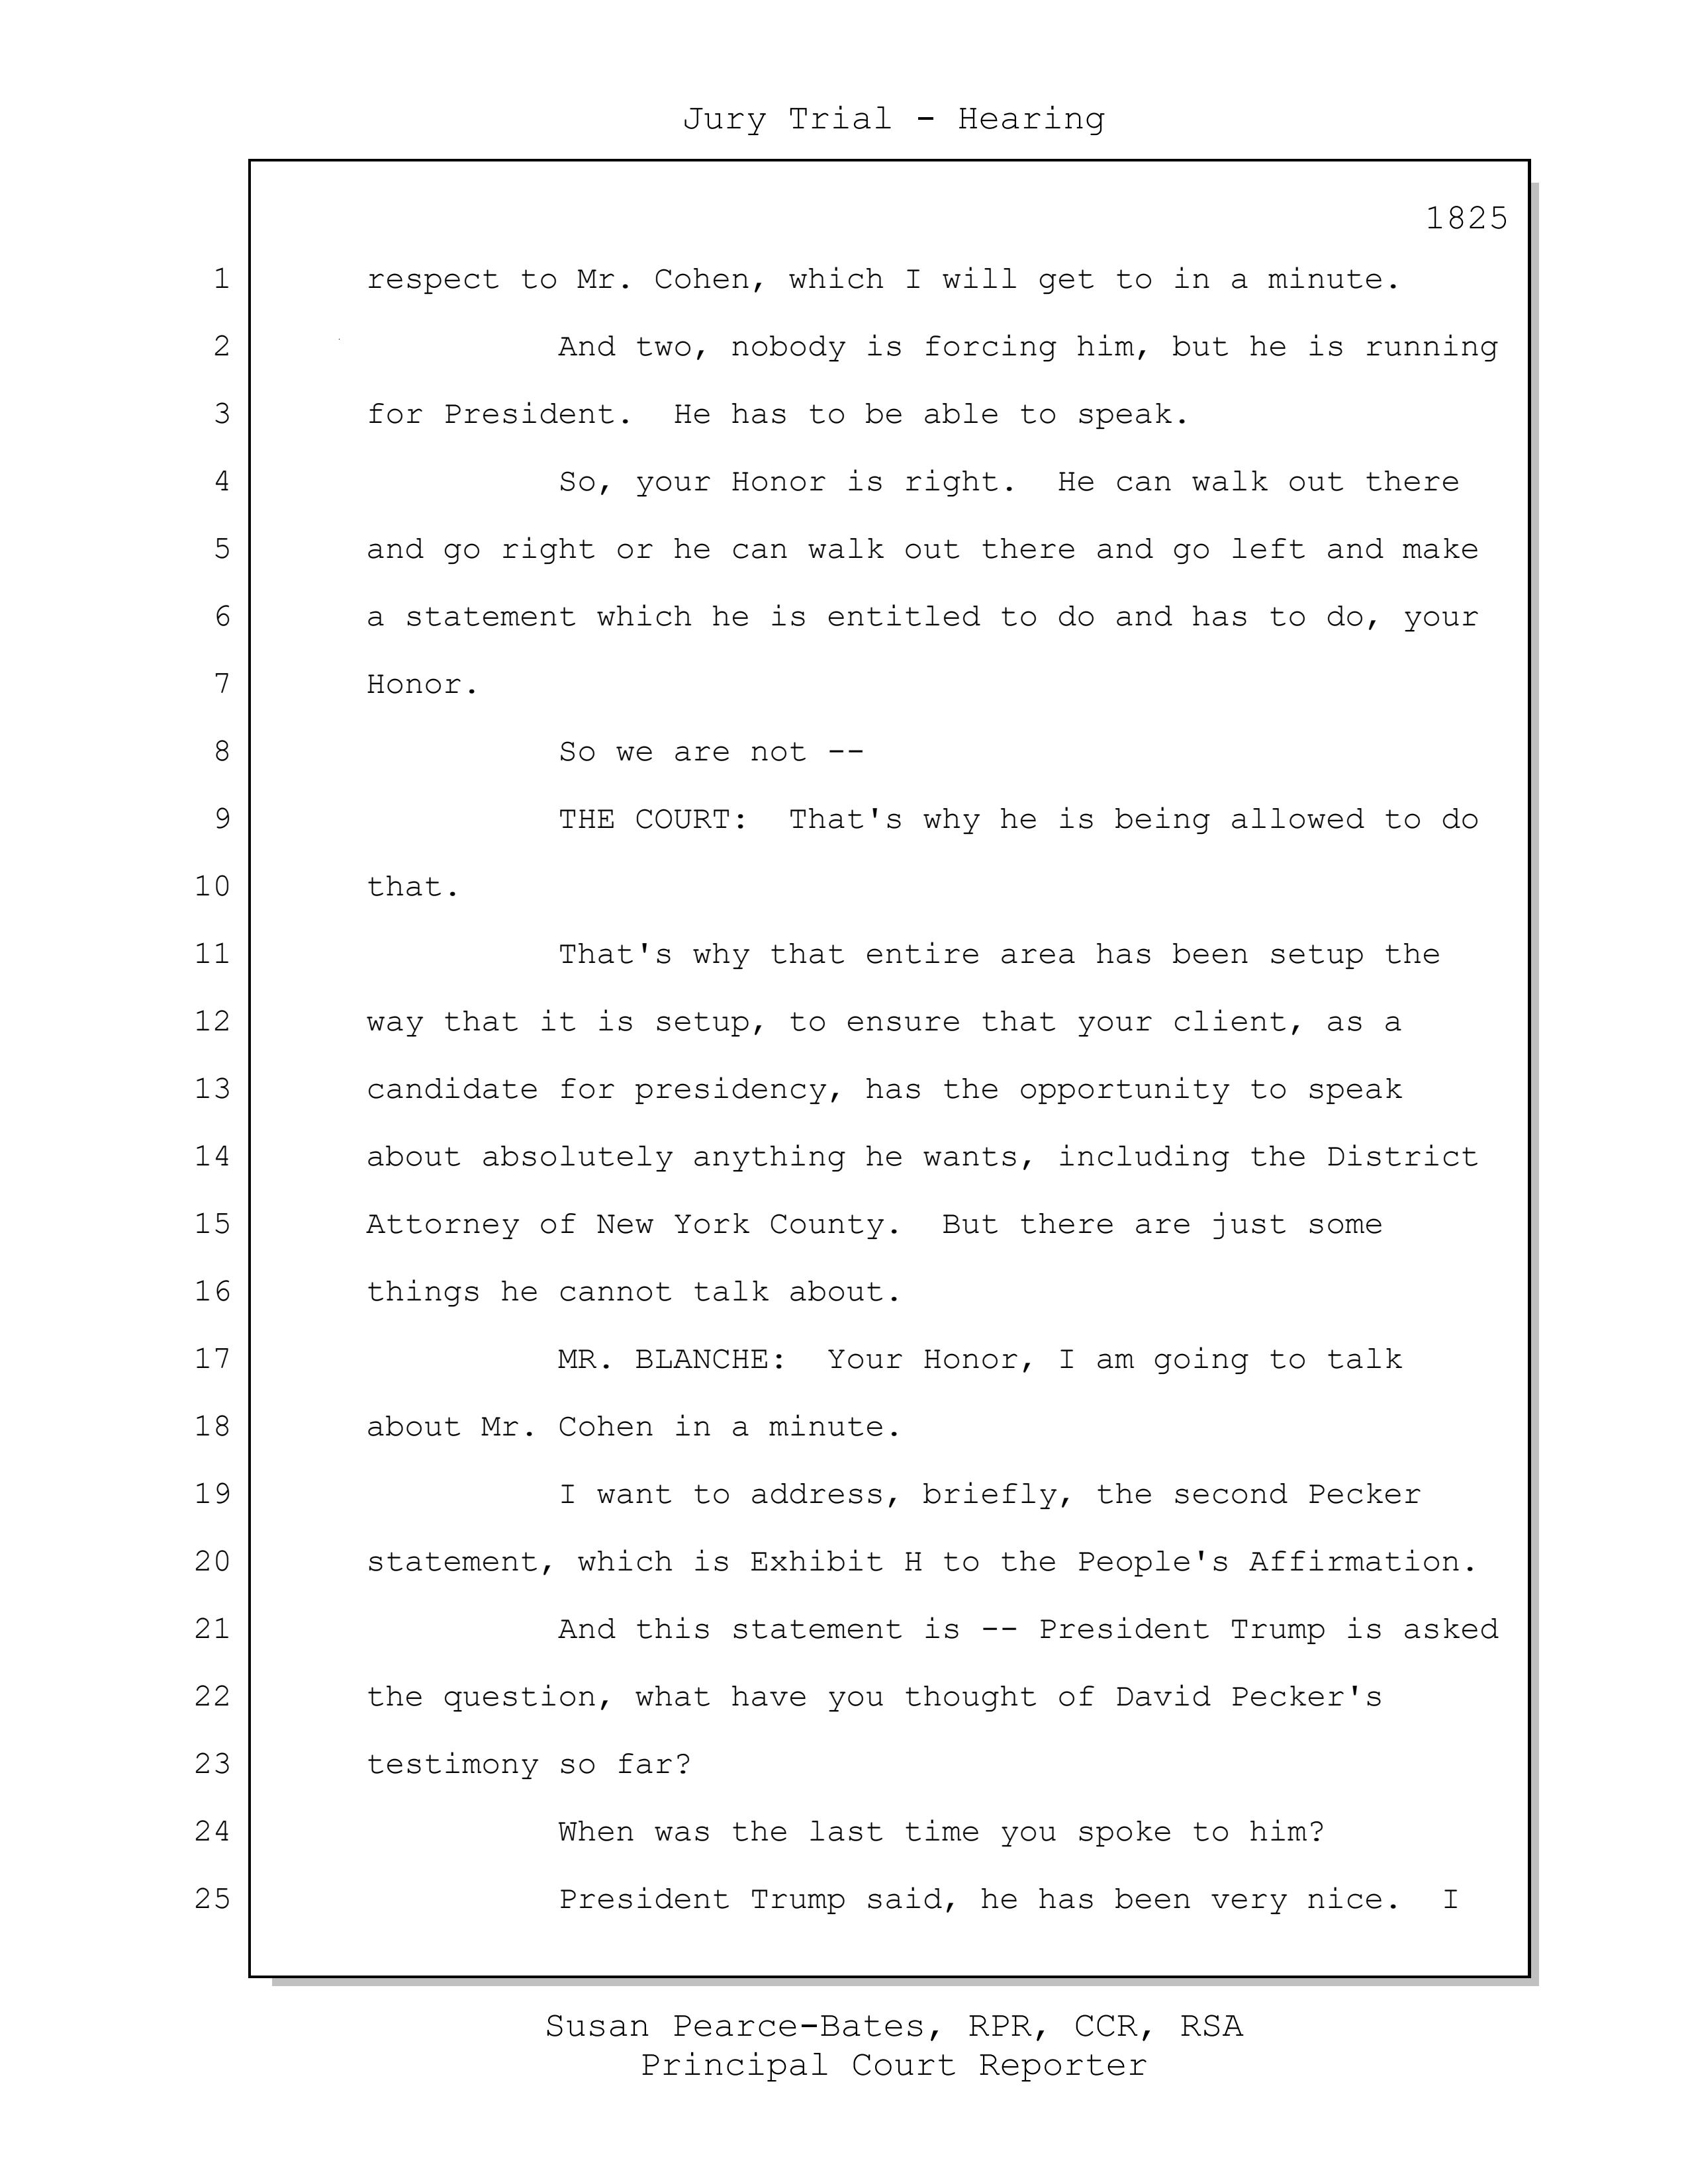 Jury Trial - Hearing
1825
1 respect to Mr. Cohen, which I will get to in a minute.
2 And two, nobody is forcing him, but he is running
3 for President. He has to be able to speak.
4 So, your Honor is right. He can walk out there
5 and go right or he can walk out there and go left and make
6 a statement which he is entitled to do and has to do, your
7 Honor.
8 So we are not --
9 THE COURT: That's why he is being allowed to do
10 that.
11 That's why that entire area has been setup the
12 way that it is setup, to ensure that your client, as a
13 candidate for presidency, has the opportunity to speak
14 about absolutely anything he wants, including the District
15 Attorney of New York County. But there are just some
16 things he cannot talk about.
17 MR. BLANCHE: Your Honor, I am going to talk
18 about Mr. Cohen in a minute.
19 I want to address, briefly, the second Pecker
20 statement, which is Exhibit H to the People's Affirmation.
21 And this statement is -- President Trump is asked
22 the question, what have you thought of David Pecker's
23 testimony so far?
24 When was the last time you spoke to him?
25 President Trump said, he has been very nice. I
Susan Pearce-Bates, RPR, CCR, RSA
Principal Court Reporter